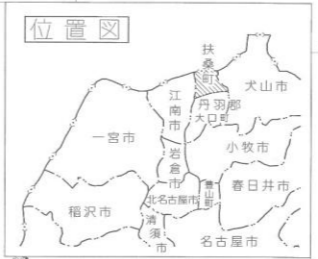 位置図
扶桑町
犬山市
江南市
丹羽郡
大口町
一宮市
小牧市
岩倉市
春日井市
豊山町
北名古屋市
稲沢市
清須市
名古屋市